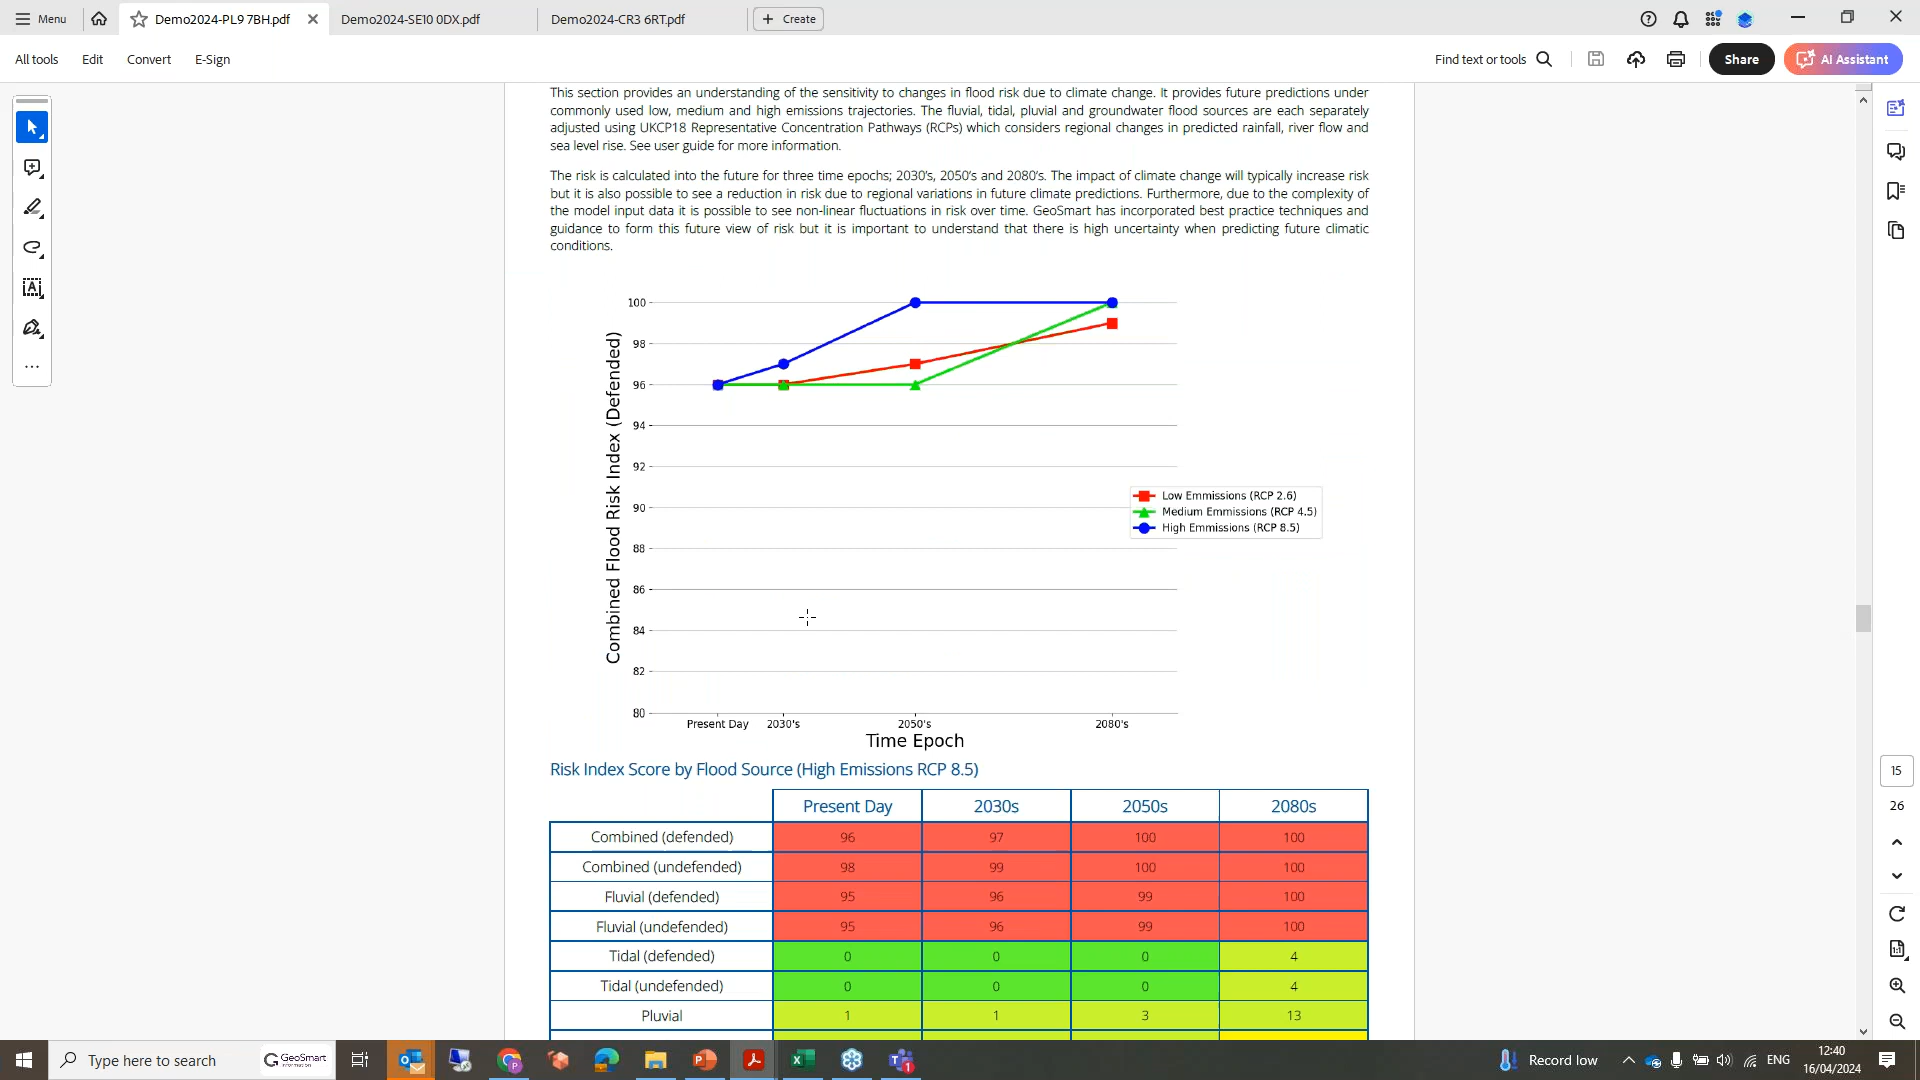 Menu
Demo2024-PL9 7BH.pdf
Demo2024-SE10 0DX.pdf
Demo2024-CR3 6RT.pdf
Create
All tools
Edit
Convert
E-Sign
Find text or tools
Share
AI Assistant
This section provides an understanding of the sensitivity to changes in flood risk due to climate change. It provides future predictions under
commonly used low, medium and high emissions trajectories. The fluvial, tidal, pluvial and groundwater flood sources are each separately
adjusted using UKCP18 Representative Concentration Pathways (RCPs) which considers regional changes in predicted rainfall, river flow and
sea level rise. See user guide for more information.
The risk is calculated into the future for three time epochs; 2030's, 2050's and 2080's. The impact of climate change will typically increase risk
but it is also possible to see a reduction in risk due to regional variations in future climate predictions. Furthermore, due to the complexity of
the model input data it is possible to see non-linear fluctuations in risk over time. GeoSmart has incorporated best practice techniques and
guidance to form this future view of risk but it is important to understand that there is high uncertainty when predicting future climatic
conditions.
Combined Flood Risk Index (Defended)
100
98
96
94
92
90
88
86
84
82
80
Low Emmissions (RCP 2.6)
Medium Emmissions (RCP 4.5)
High Emmissions (RCP 8.5)
Present Day 2030's 2050's 2080's
Time Epoch
Risk Index Score by Flood Source (High Emissions RCP 8.5)
Present Day 2030s 2050s 2080s
Combined (defended) 96 97 100 100
Combined (undefended) 98 99 100 100
Fluvial (defended) 95 96 99 100
Fluvial (undefended) 95 96 99 100
Tidal (defended) 0 0 0 4
Tidal (undefended) 0 0 0 4
Pluvial 1 1 3 13
15
26
Type here to search
GeoSmart
Information
Record low
ENG
12:40
16/04/2024